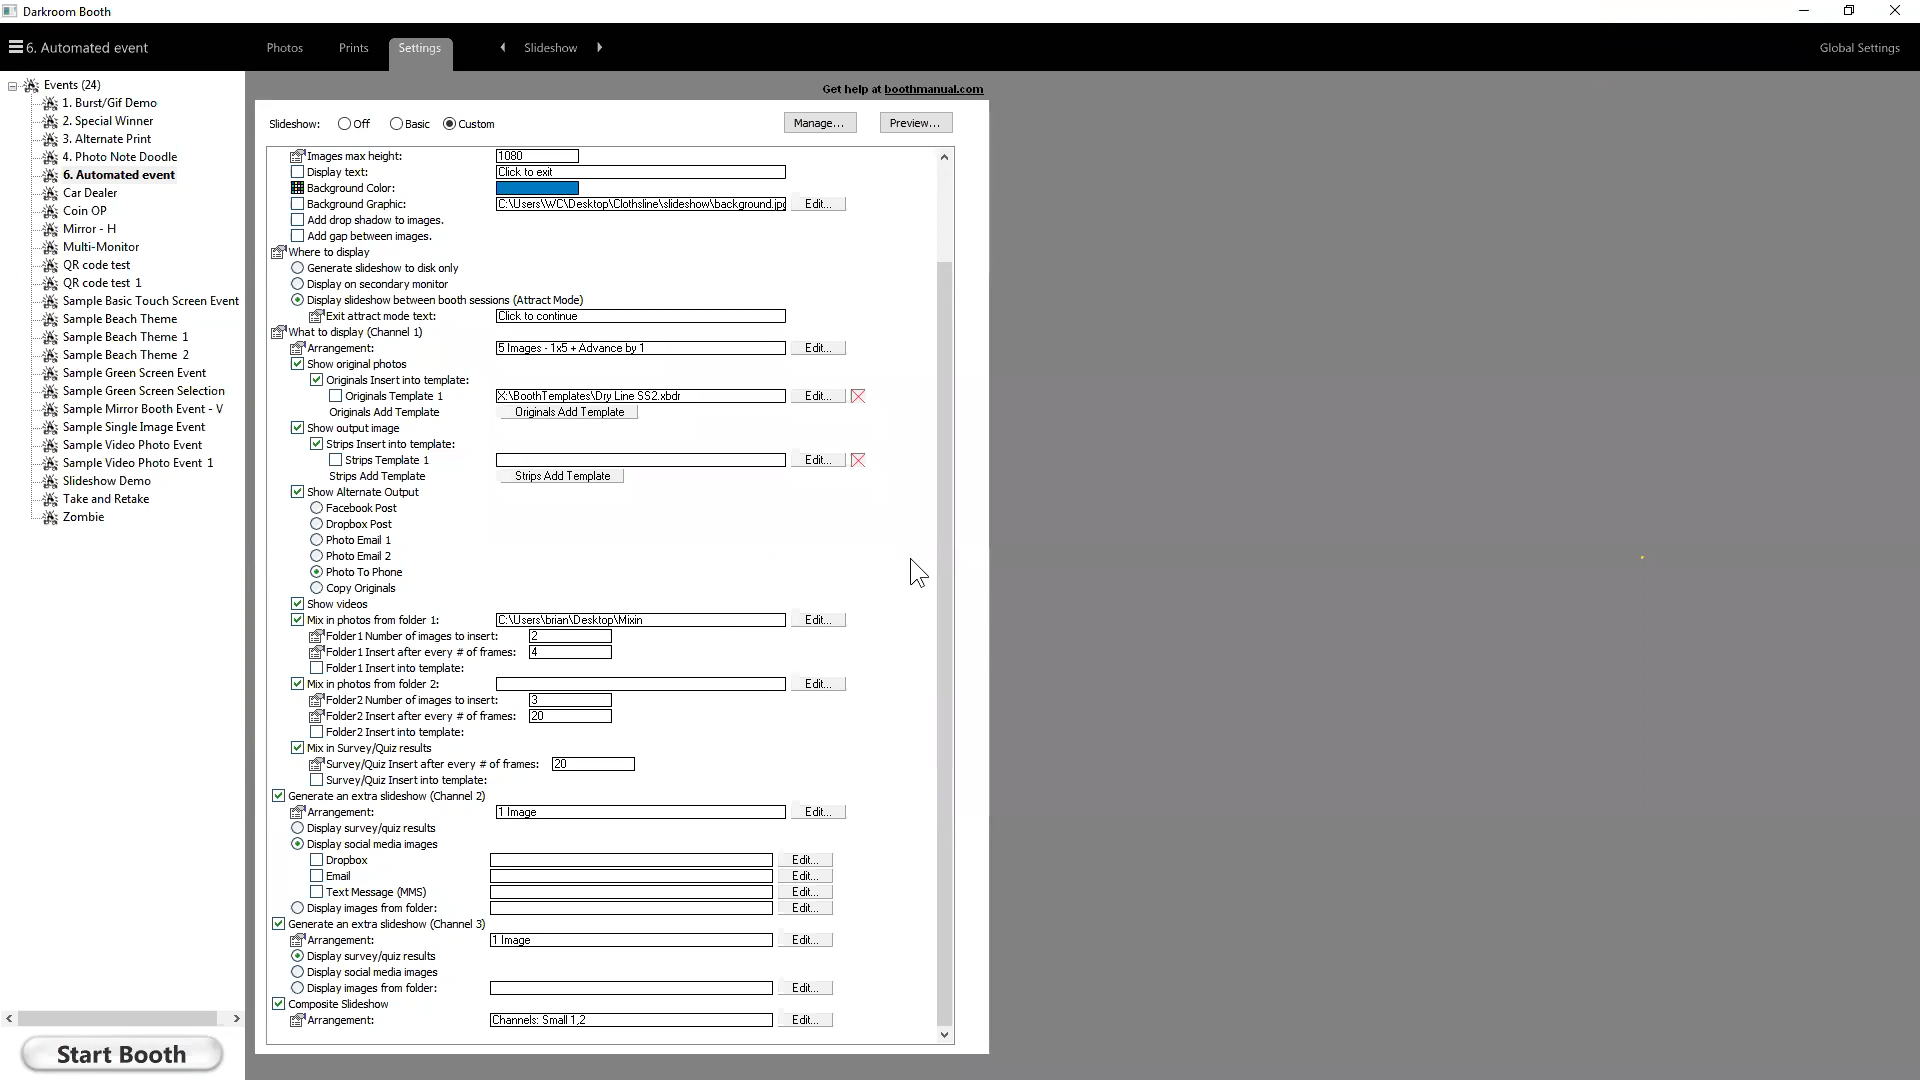 Darkroom Booth
6. Automated event
Photos
Prints
Settings
Slideshow
Global Settings
Events (24)
1. Burst/Gif Demo
2. Special Winner
3. Alternate Print
4. Photo Note Doodle
6. Automated event
Car Dealer
Coin OP
Mirror - H
Multi-Monitor
QR code test
QR code test 1
Sample Basic Touch Screen Event
Sample Beach Theme
Sample Beach Theme 1
Sample Beach Theme 2
Sample Green Screen Event
Sample Green Screen Selection
Sample Mirror Booth Event - V
Sample Single Image Event
Sample Video Photo Event
Sample Video Photo Event 1
Slideshow Demo
Take and Retake
Zombie
Start Booth
Get help at boothmanual.com
Slideshow: Off Basic Custom Manage... Preview...
Images max height: 1080
Display text: Click to exit
Background Color:
Background Graphic: C:\Users\WC\Desktop\Clothsline\slideshow\background.jpg Edit...
Add drop shadow to images.
Add gap between images.
Where to display
Generate slideshow to disk only
Display on secondary monitor
Display slideshow between booth sessions (Attract Mode)
Exit attract mode text: Click to continue
What to display (Channel 1)
Arrangement: 5 Images - 1x5 + Advance by 1 Edit...
Show original photos
Originals Insert into template:
Originals Template 1 X:\BoothTemplates\Dry Line SS2.xbdr Edit...
Originals Add Template Originals Add Template
Show output image
Strips Insert into template:
Strips Template 1 Edit...
Strips Add Template Strips Add Template
Show Alternate Output
Facebook Post
Dropbox Post
Photo Email 1
Photo Email 2
Photo To Phone
Copy Originals
Show videos
Mix in photos from folder 1: C:\Users\brian\Desktop\Mixin Edit...
Folder1 Number of images to insert: 2
Folder1 Insert after every # of frames: 4
Folder1 Insert into template:
Mix in photos from folder 2: Edit...
Folder2 Number of images to insert: 3
Folder2 Insert after every # of frames: 20
Folder2 Insert into template:
Mix in Survey/Quiz results
Survey/Quiz Insert after every # of frames: 20
Survey/Quiz Insert into template:
Generate an extra slideshow (Channel 2)
Arrangement: 1 Image Edit...
Display survey/quiz results
Display social media images
Dropbox Edit...
Email Edit...
Text Message (MMS) Edit...
Display images from folder: Edit...
Generate an extra slideshow (Channel 3)
Arrangement: 1 Image Edit...
Display survey/quiz results
Display social media images
Display images from folder: Edit...
Composite Slideshow
Arrangement: Channels: Small 1,2 Edit...